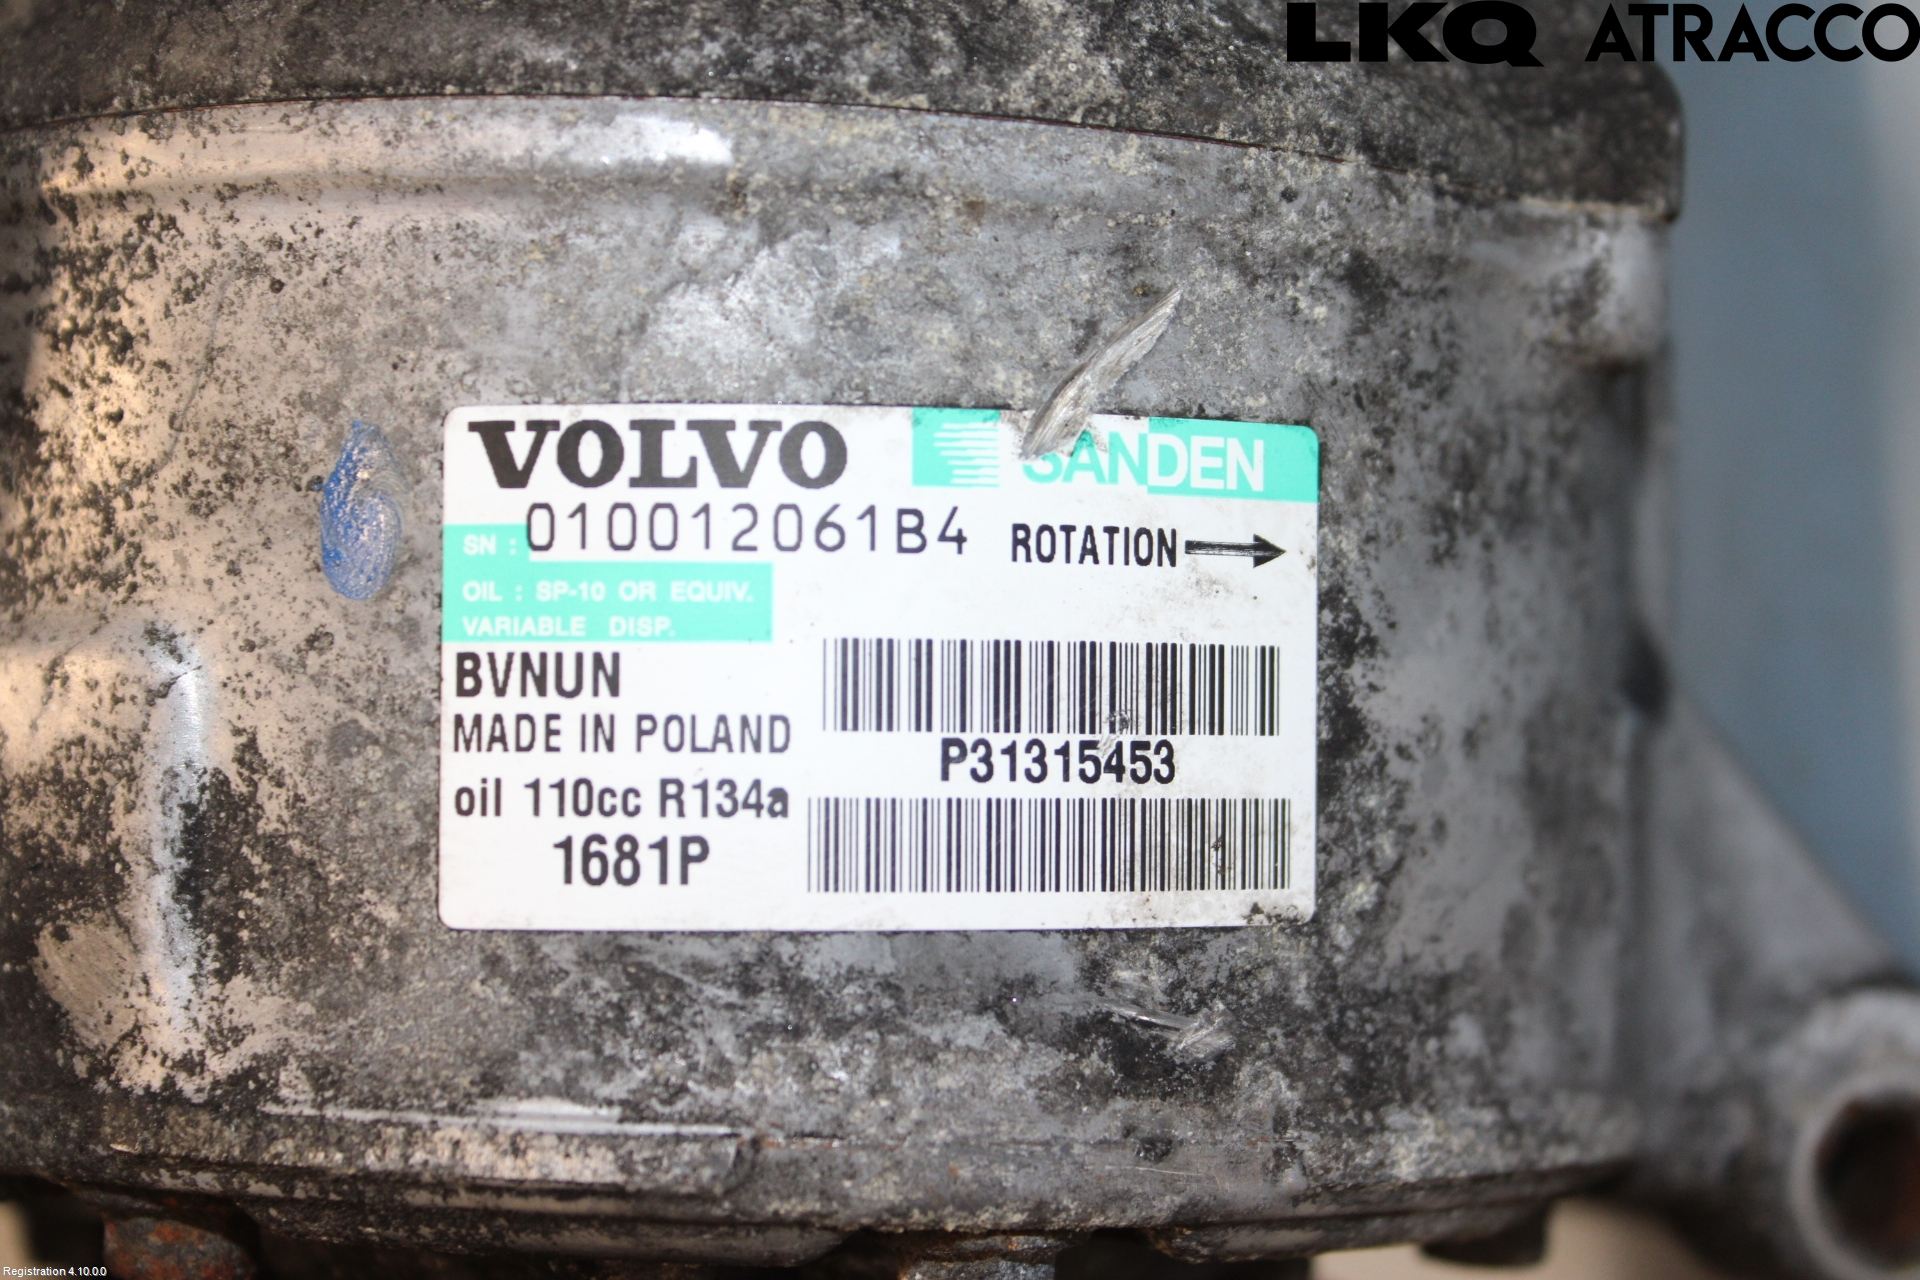 LKQ ATRACCO
VOLVO SANDEN
SN : 010012061B4 ROTATION
OIL : SP-10 OR EQUIV.
VARIABLE DISP.
BVNUN
MADE IN POLAND
P31315453
oil 110cc R134a
1681P
Registration 4.10.0.0